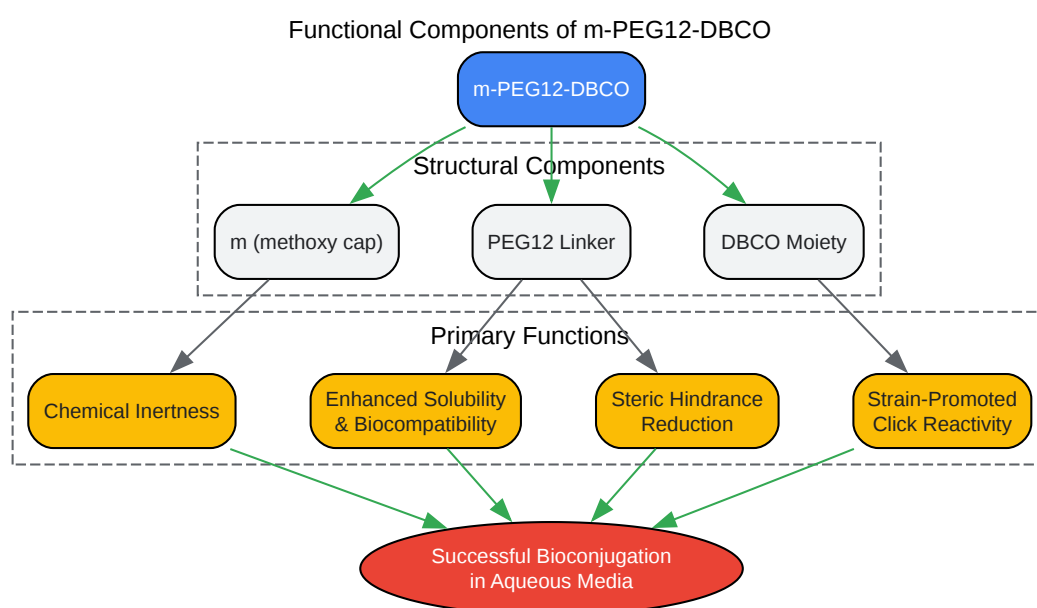 Functional Components of m-PEG12-DBCO
m-PEG12-DBCO
Structural Components
m (methoxy cap)
PEG12 Linker
DBCO Moiety
Primary Functions
Chemical Inertness
Enhanced Solubility
& Biocompatibility
Steric Hindrance
Reduction
Strain-Promoted
Click Reactivity
Successful Bioconjugation
in Aqueous Media